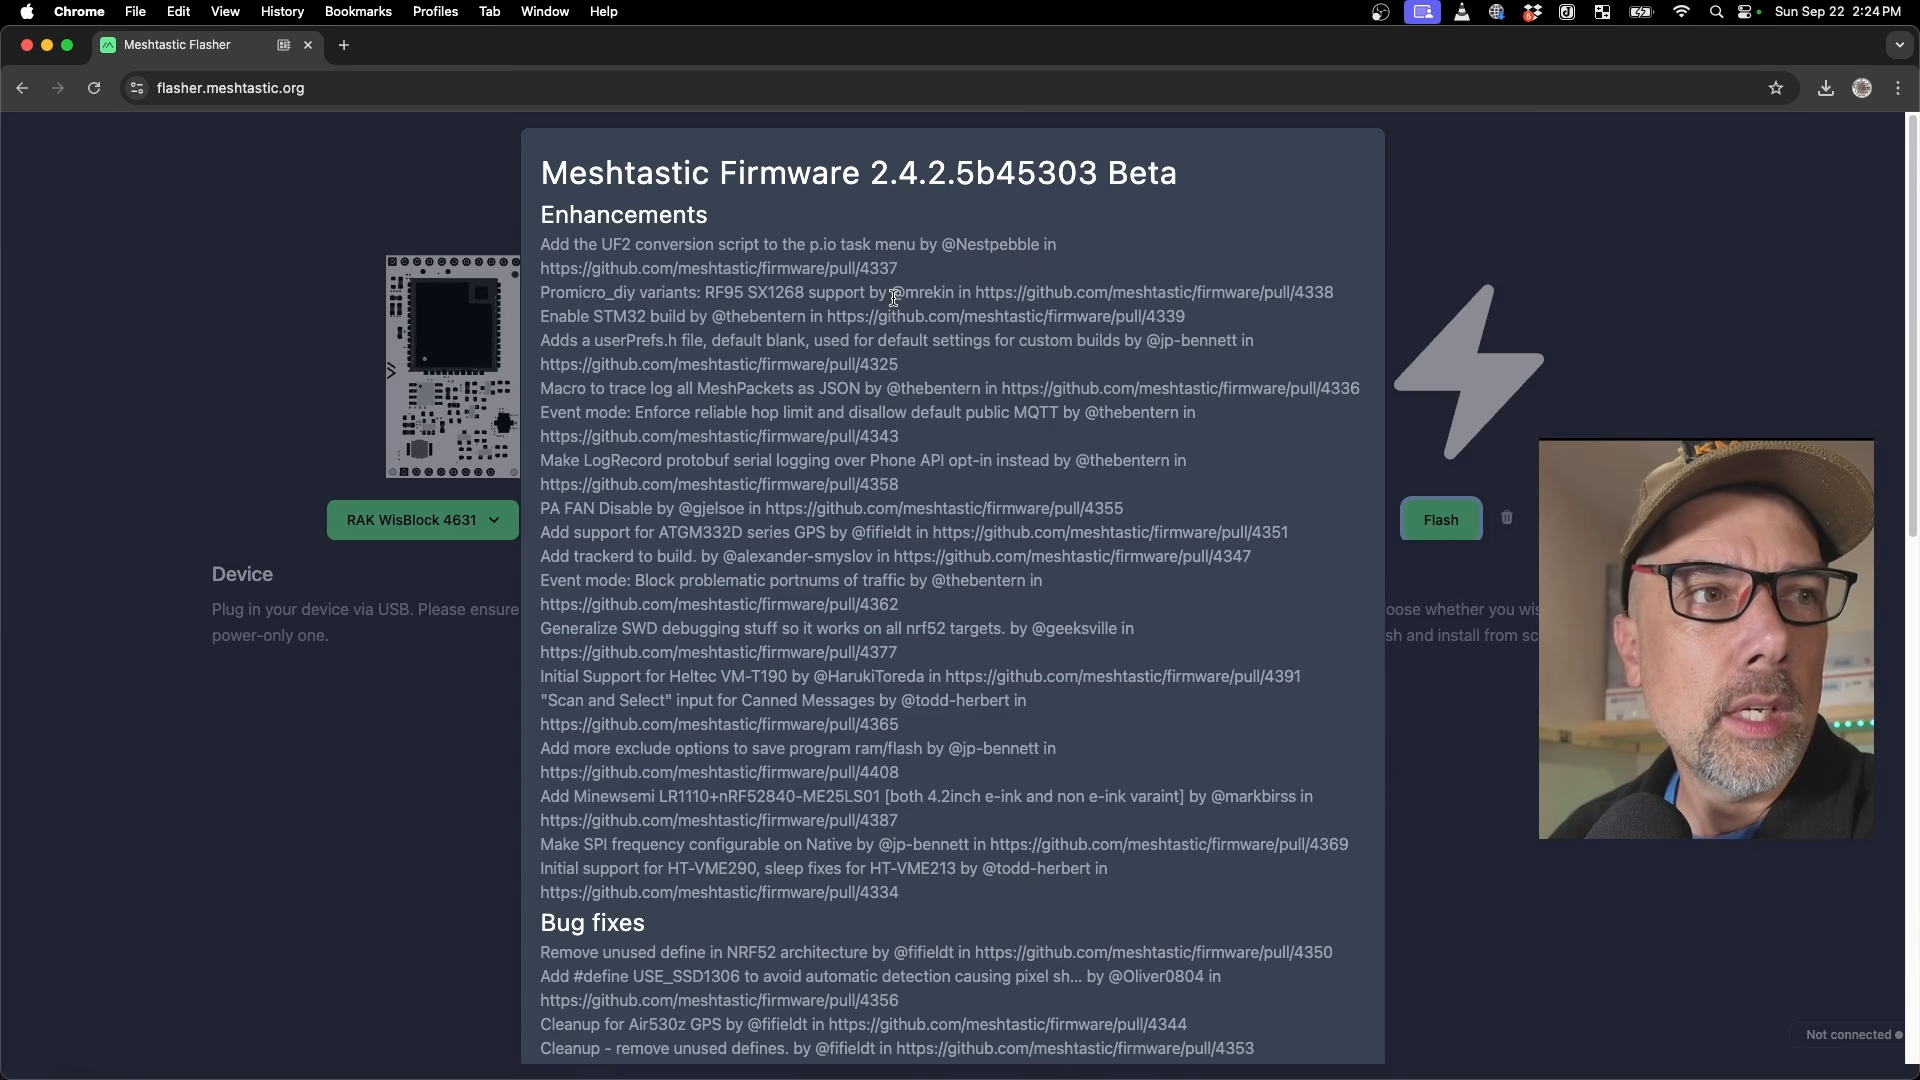 Chrome File Edit View History Bookmarks Profiles Tab Window Help Sun Sep 22 2:24 PM
Meshtastic Flasher
flasher.meshtastic.org
Meshtastic Firmware 2.4.2.5b45303 Beta
Enhancements
Add the UF2 conversion script to the p.io task menu by @Nestpebble in
https://github.com/meshtastic/firmware/pull/4337
Promicro_diy variants: RF95 SX1268 support by @mrekin in https://github.com/meshtastic/firmware/pull/4338
Enable STM32 build by @thebentern in https://github.com/meshtastic/firmware/pull/4339
Adds a userPrefs.h file, default blank, used for default settings for custom builds by @jp-bennett in
https://github.com/meshtastic/firmware/pull/4325
Macro to trace log all MeshPackets as JSON by @thebentern in https://github.com/meshtastic/firmware/pull/4336
Event mode: Enforce reliable hop limit and disallow default public MQTT by @thebentern in
https://github.com/meshtastic/firmware/pull/4343
Make LogRecord protobuf serial logging over Phone API opt-in instead by @thebentern in
https://github.com/meshtastic/firmware/pull/4358
PA FAN Disable by @gjelsoe in https://github.com/meshtastic/firmware/pull/4355
Add support for ATGM332D series GPS by @fifieldt in https://github.com/meshtastic/firmware/pull/4351
Add trackerd to build. by @alexander-smyslov in https://github.com/meshtastic/firmware/pull/4347
Event mode: Block problematic portnums of traffic by @thebentern in
https://github.com/meshtastic/firmware/pull/4362
Generalize SWD debugging stuff so it works on all nrf52 targets. by @geeksville in
https://github.com/meshtastic/firmware/pull/4377
Initial Support for Heltec VM-T190 by @HarukiToreda in https://github.com/meshtastic/firmware/pull/4391
"Scan and Select" input for Canned Messages by @todd-herbert in
https://github.com/meshtastic/firmware/pull/4365
Add more exclude options to save program ram/flash by @jp-bennett in
https://github.com/meshtastic/firmware/pull/4408
Add Minewsemi LR1110+nRF52840-ME25LS01 [both 4.2inch e-ink and non e-ink varaint] by @markbirss in
https://github.com/meshtastic/firmware/pull/4387
Make SPI frequency configurable on Native by @jp-bennett in https://github.com/meshtastic/firmware/pull/4369
Initial support for HT-VME290, sleep fixes for HT-VME213 by @todd-herbert in
https://github.com/meshtastic/firmware/pull/4334
Bug fixes
Remove unused define in NRF52 architecture by @fifieldt in https://github.com/meshtastic/firmware/pull/4350
Add #define USE_SSD1306 to avoid automatic detection causing pixel sh... by @Oliver0804 in
https://github.com/meshtastic/firmware/pull/4356
Cleanup for Air530z GPS by @fifieldt in https://github.com/meshtastic/firmware/pull/4344
Cleanup - remove unused defines. by @fifieldt in https://github.com/meshtastic/firmware/pull/4353
RAK WisBlock 4631
Device
Plug in your device via USB. Please ensure
power-only one.
Flash
oose whether you wis
sh and install from sc
Not connected